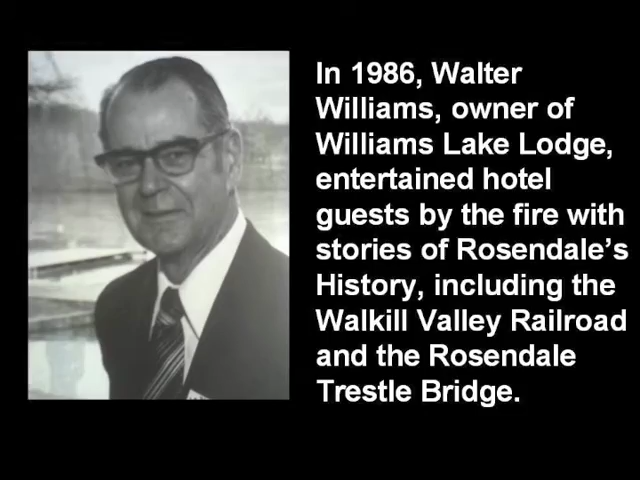 In 1986, Walter
Williams, owner of
Williams Lake Lodge,
entertained hotel
guests by the fire with
stories of Rosendale’s
History, including the
Walkill Valley Railroad
and the Rosendale
Trestle Bridge.